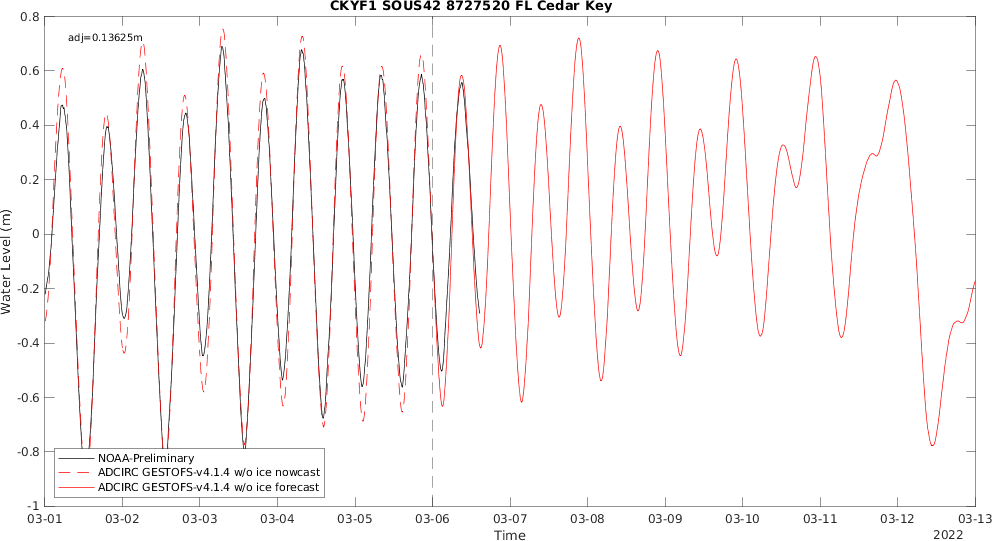 CKYF1 SOUS42 8727520 FL Cedar Key
adj=0.13625m
0.8
0.6
0.4
0.2
0
-0.2
-0.4
-0.6
-0.8
-1
Water Level (m)
NOAA-Preliminary
ADCIRC GESTOFS-v4.1.4 w/o ice nowcast
ADCIRC GESTOFS-v4.1.4 w/o ice forecast
03-01 03-02 03-03 03-04 03-05 03-06 03-07 03-08 03-09 03-10 03-11 03-12 03-13
Time
2022